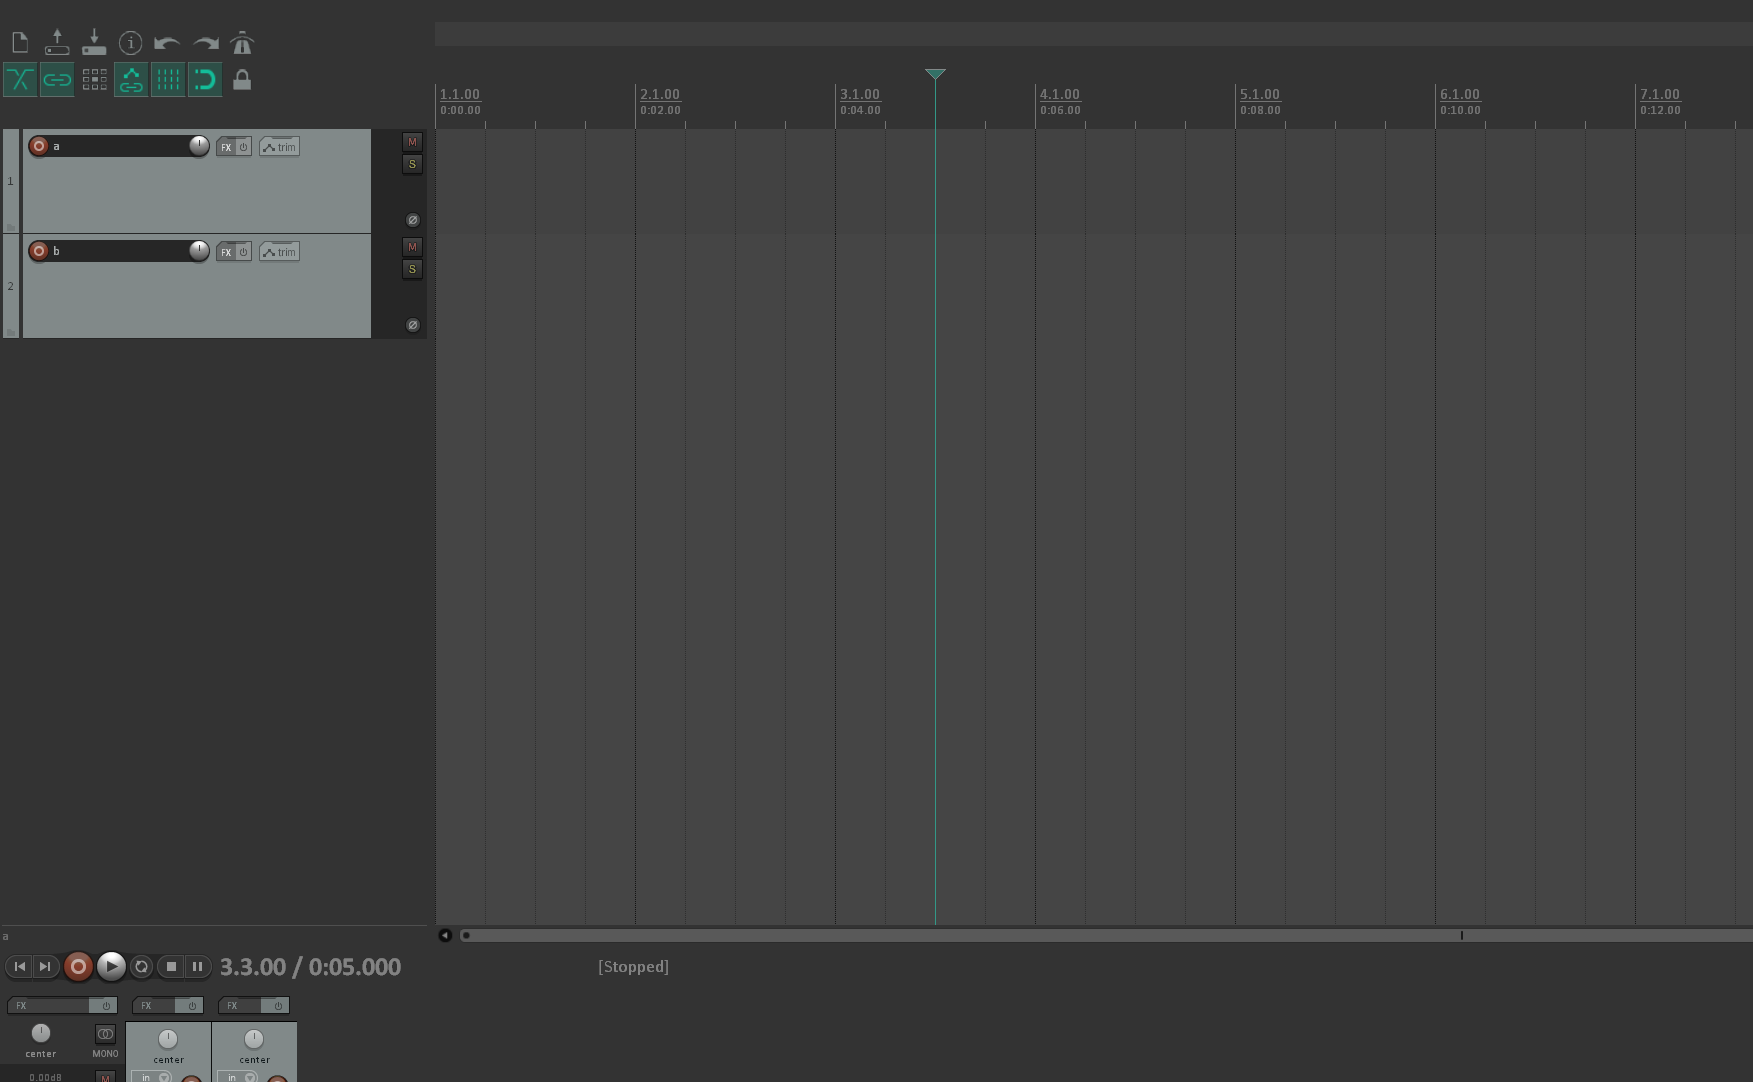 1.1.00 2.1.00 3.1.00 4.1.00 5.1.00 6.1.00 7.1.00
0:00.00 0:02.00 0:04.00 0:06.00 0:08.00 0:10.00 0:12.00
1
a FX trim M
S
2
b FX trim M
S
a
3.3.00 / 0:05.000 [Stopped]
FX FX FX
center MONO center center
0.00dB M in in